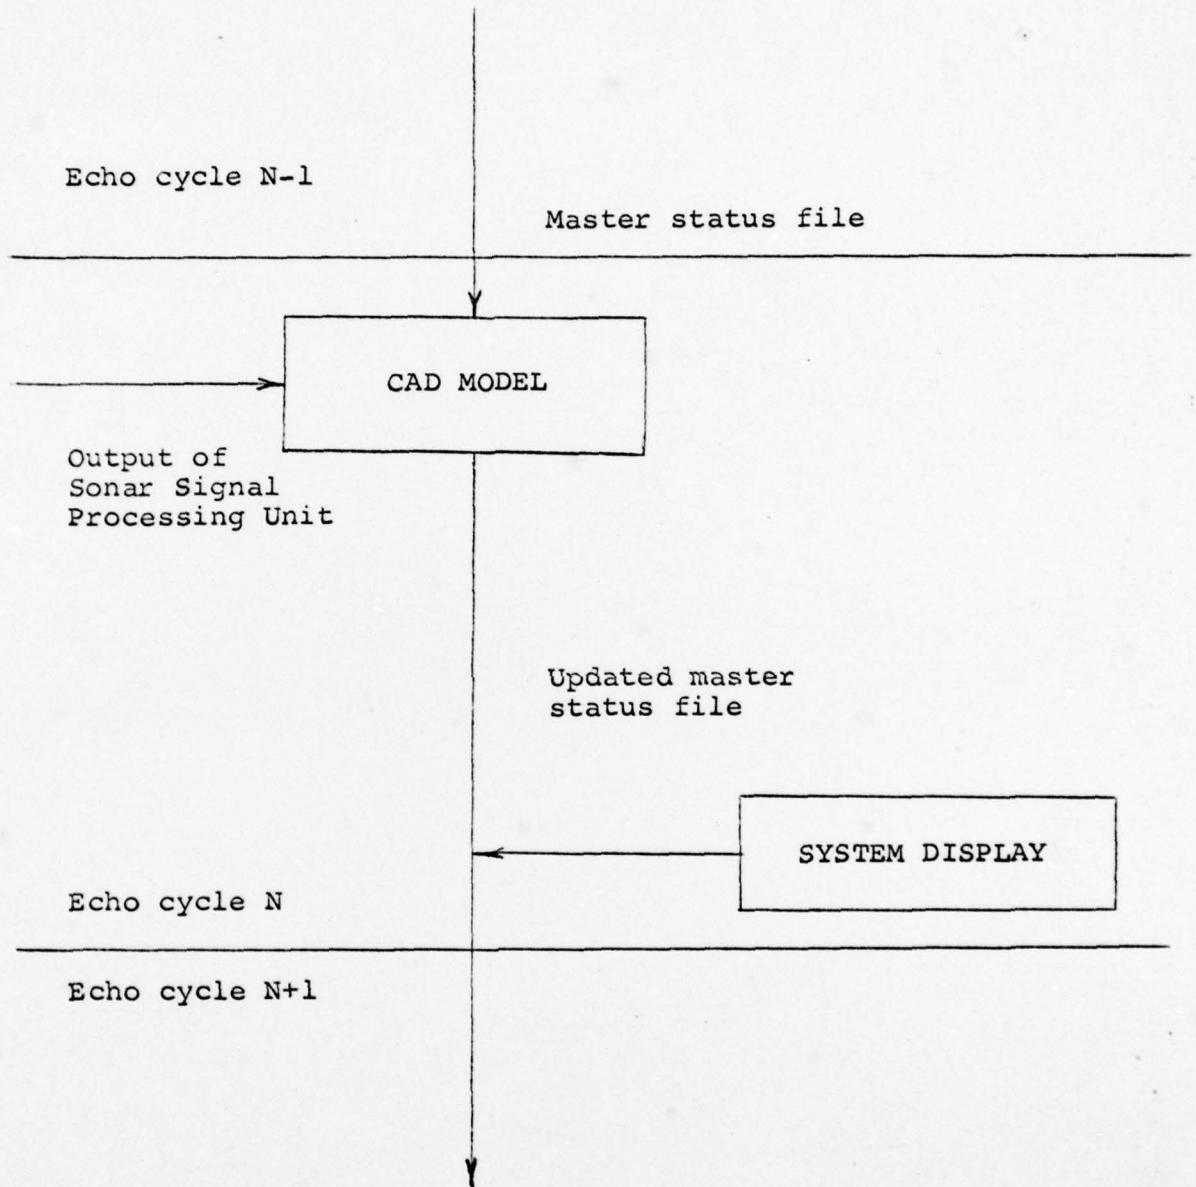 Echo cycle N-1
Master status file
CAD MODEL
Output of
Sonar Signal
Processing Unit
Updated master
status file
SYSTEM DISPLAY
Echo cycle N
Echo cycle N+1